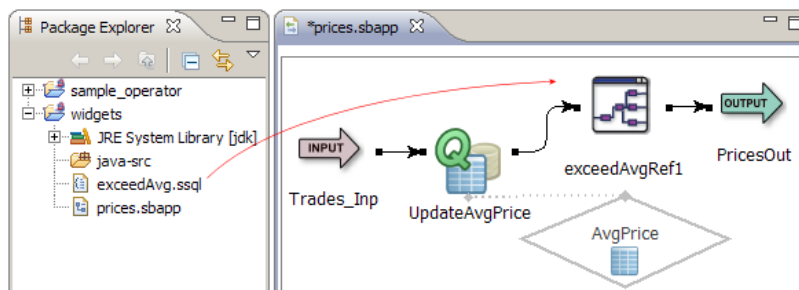 Package Explorer
sample_operator
widgets
JRE System Library [jdk]
java-src
exceedAvg.ssql
prices.sbapp
*prices.sbapp
INPUT
Trades_Inp
Q
UpdateAvgPrice
exceedAvgRef1
OUTPUT
PricesOut
AvgPrice